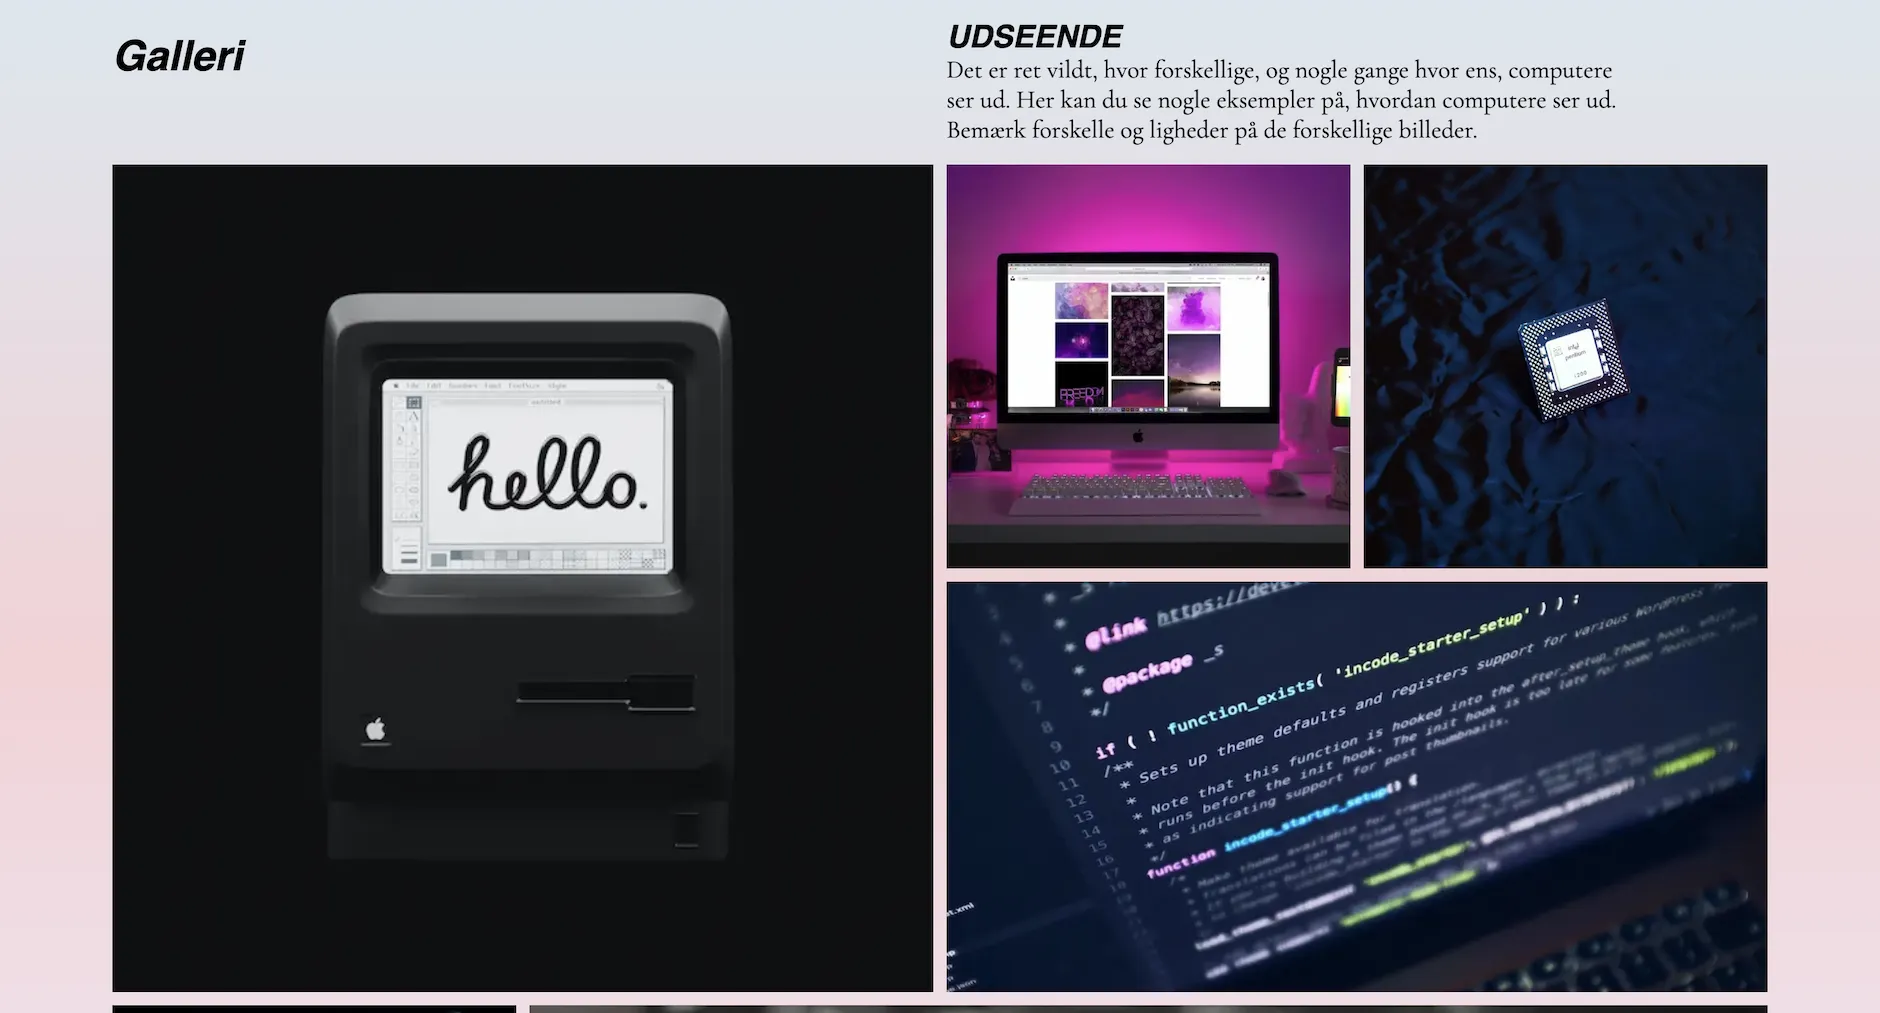 Galleri
UDSEENDE
Det er ret vildt, hvor forskellige, og nogle gange hvor ens, computere
ser ud. Her kan du se nogle eksempler på, hvordan computere ser ud.
Bemærk forskelle og ligheder på de forskellige billeder.
hello.
intel
pentium
* @link https://deve
* @package _s
*/
if ( ! function_exists( 'incode_starter_setup' ) ) :
/**
* Sets up theme defaults and registers support for various WordPress
* Note that this function is hooked into the after_setup_theme hook, which
* runs before the init hook. The init hook is too late for some features, such
* as indicating support for post thumbnails.
*/
function incode_starter_setup() {